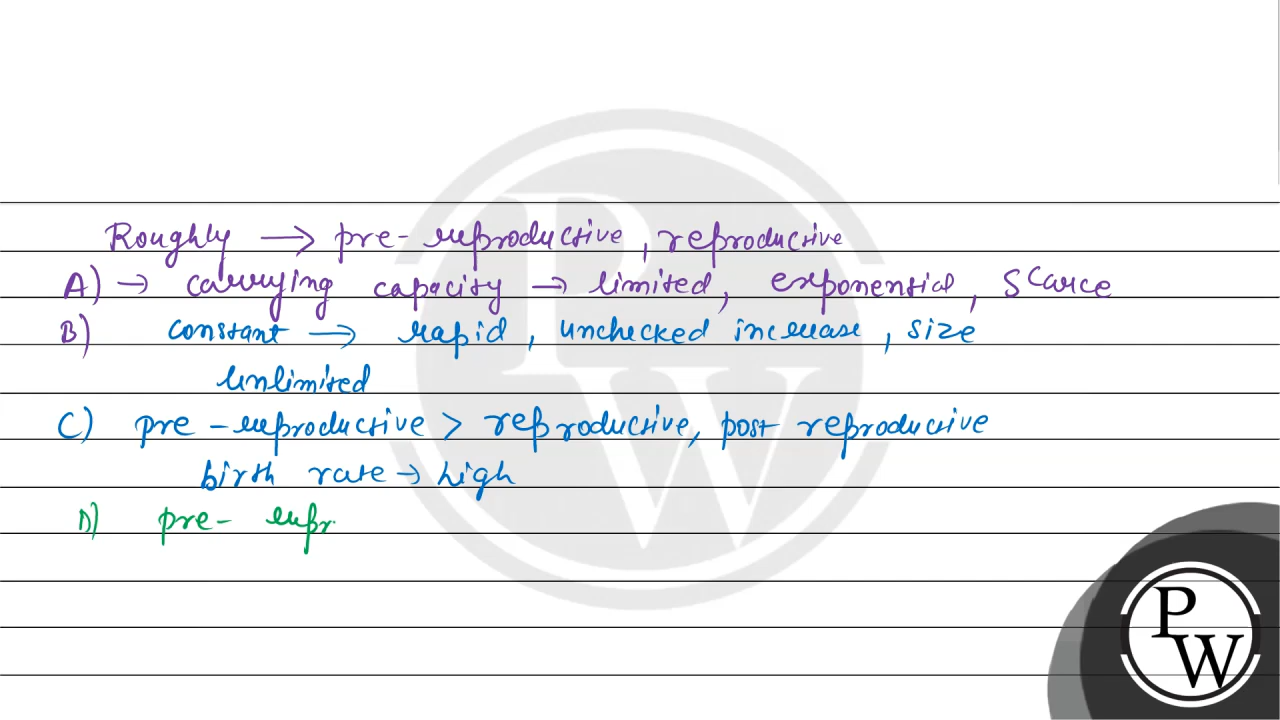 Roughly → pre-reproductive, reproductive
A) → carrying capacity → limited, exponential, scarce
B) constant → rapid, unchecked increase, size
unlimited
C) pre-reproductive > reproductive, post reproductive
birth rate → high
D) pre- repr
P
W